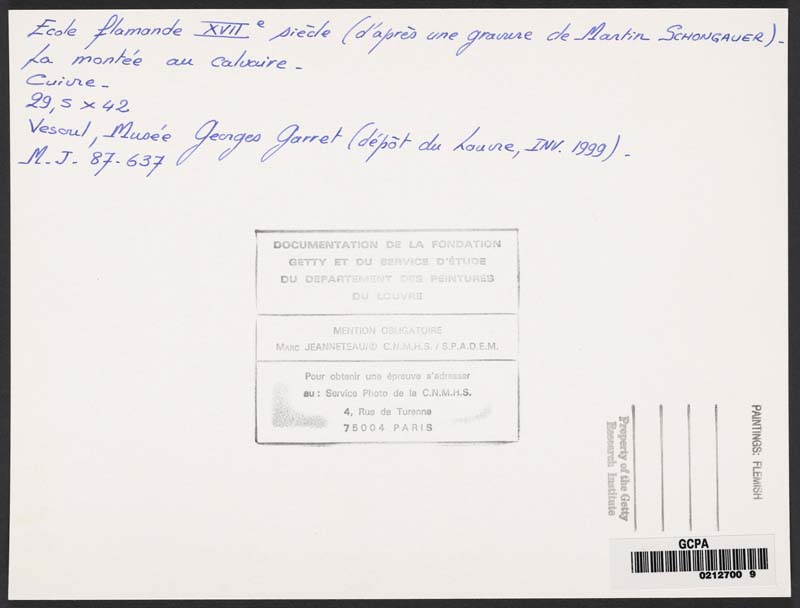 Ecole flamande XVIIe siècle (d'après une gravure de Martin SCHONGAUER).
La montée au calvaire.
Cuivre.
29,5 x 42
Vesoul, Musée Georges Garret (dépôt du Louvre, INV. 1999).
M.J. 87-637
DOCUMENTATION DE LA FONDATION
GETTY ET DU SERVICE D'ÉTUDE
DU DEPARTEMENT DES PEINTURES
DU LOUVRE
MENTION OBLIGATOIRE
MARC JEANNETEAU/© C.N.M.H.S. / S.P.A.D.E.M.
Pour obtenir une épreuve s'adresser
au : Service Photo de la C.N.M.H.S.
4, Rue de Turenne
75004 PARIS
PAINTINGS: FLEMISH
Property of the Getty
Research Institute
GCPA
0212700 9